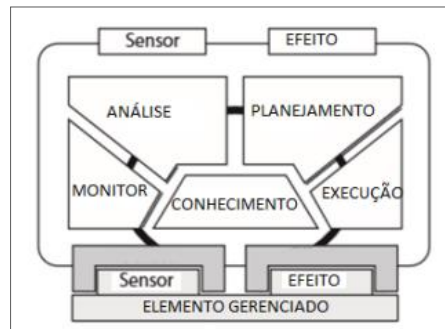 Sensor EFEITO
ANÁLISE PLANEJAMENTO
MONITOR CONHECIMENTO EXECUÇÃO
Sensor EFEITO
ELEMENTO GERENCIADO